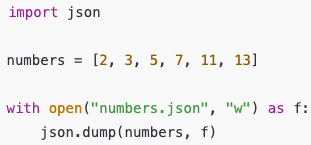 import json

numbers = [2, 3, 5, 7, 11, 13]

with open("numbers.json", "w") as f:
    json.dump(numbers, f)